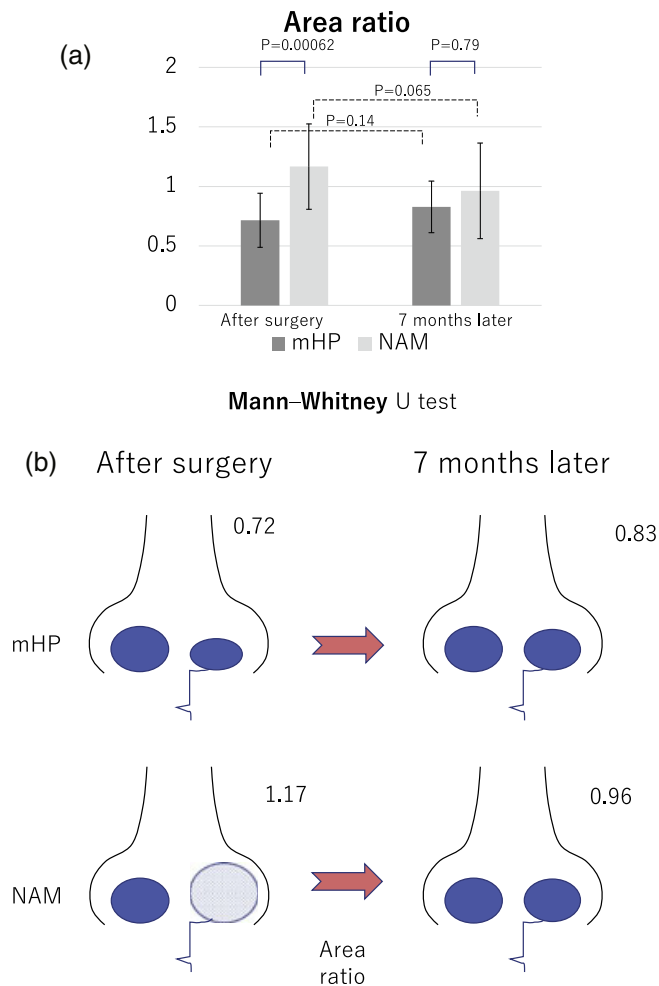 Area ratio
(a)
P=0.00062
P=0.79
2
P=0.065
1.5
P=0.14
1
0.5
0
After surgery
7 months later
mHP
NAM
Mann–Whitney U test
(b)
After surgery
7 months later
0.72
0.83
mHP
1.17
0.96
NAM
Area
ratio